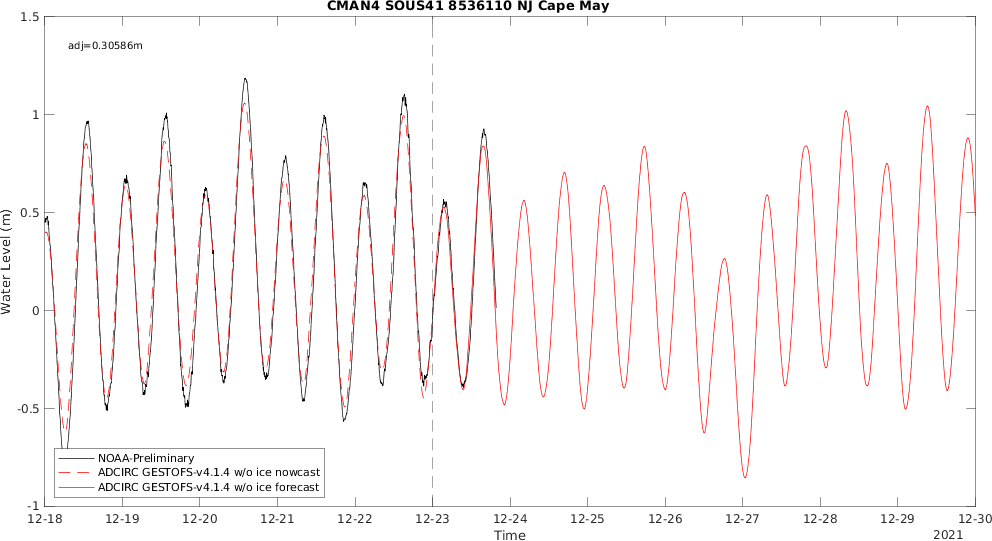 CMAN4 SOUS41 8536110 NJ Cape May
adj=0.30586m
1.5
1
0.5
0
-0.5
-1
Water Level (m)
NOAA-Preliminary
ADCIRC GESTOFS-v4.1.4 w/o ice nowcast
ADCIRC GESTOFS-v4.1.4 w/o ice forecast
12-18 12-19 12-20 12-21 12-22 12-23 12-24 12-25 12-26 12-27 12-28 12-29 12-30
Time
2021